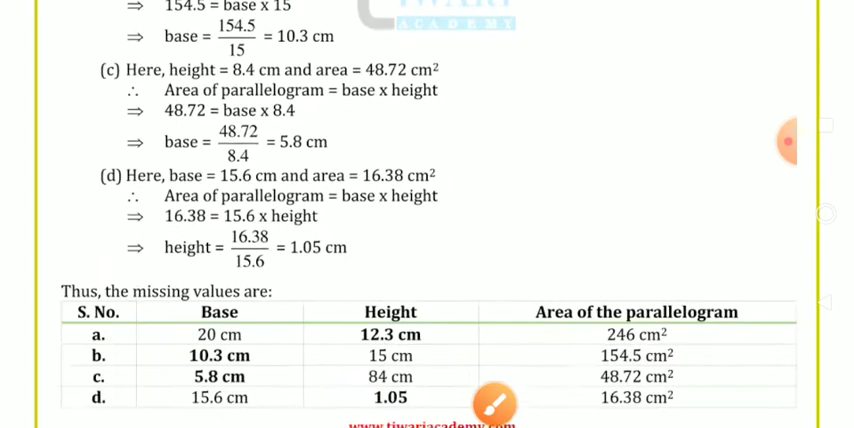 ⇒ 154.5 = base x 15
⇒ base = 154.5/15 = 10.3 cm
ACADEMY
(c) Here, height = 8.4 cm and area = 48.72 cm²
∴ Area of parallelogram = base x height
⇒ 48.72 = base x 8.4
⇒ base = 48.72/8.4 = 5.8 cm
(d) Here, base = 15.6 cm and area = 16.38 cm²
∴ Area of parallelogram = base x height
⇒ 16.38 = 15.6 x height
⇒ height = 16.38/15.6 = 1.05 cm
Thus, the missing values are:
S. No. Base Height Area of the parallelogram
a. 20 cm 12.3 cm 246 cm²
b. 10.3 cm 15 cm 154.5 cm²
c. 5.8 cm 84 cm 48.72 cm²
d. 15.6 cm 1.05 16.38 cm²
www.tiwariacademy.com